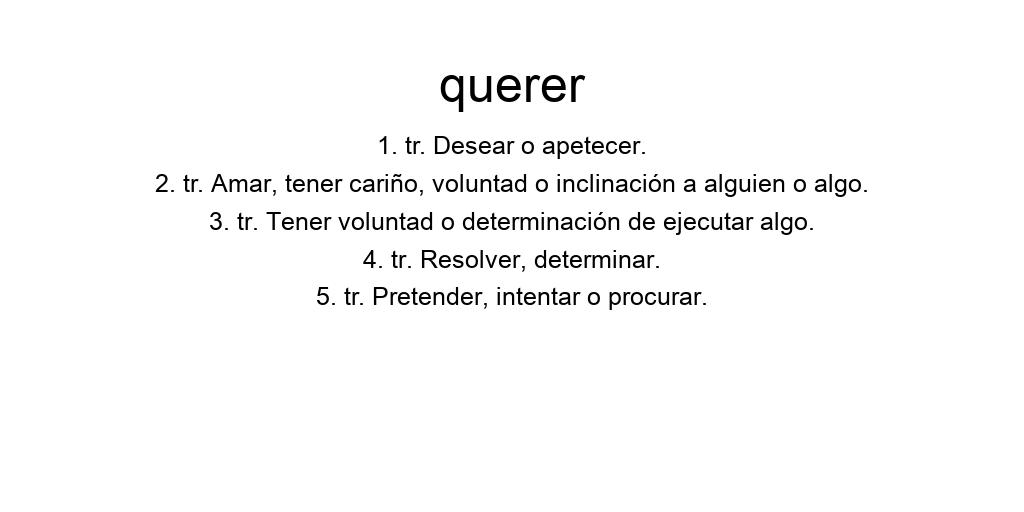 querer
1. tr. Desear o apetecer.
2. tr. Amar, tener cariño, voluntad o inclinación a alguien o algo.
3. tr. Tener voluntad o determinación de ejecutar algo.
4. tr. Resolver, determinar.
5. tr. Pretender, intentar o procurar.